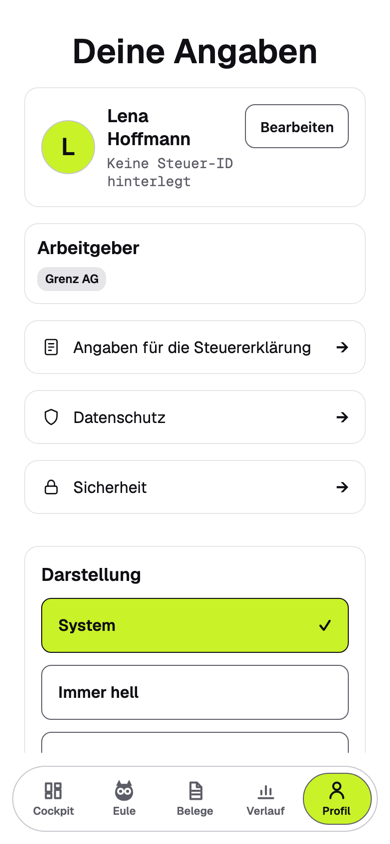 Deine Angaben
L
Lena
Hoffmann
Keine Steuer-ID
hinterlegt
Bearbeiten
Arbeitgeber
Grenz AG
Angaben für die Steuererklärung
Datenschutz
Sicherheit
Darstellung
System
Immer hell
Cockpit
Eule
Belege
Verlauf
Profil